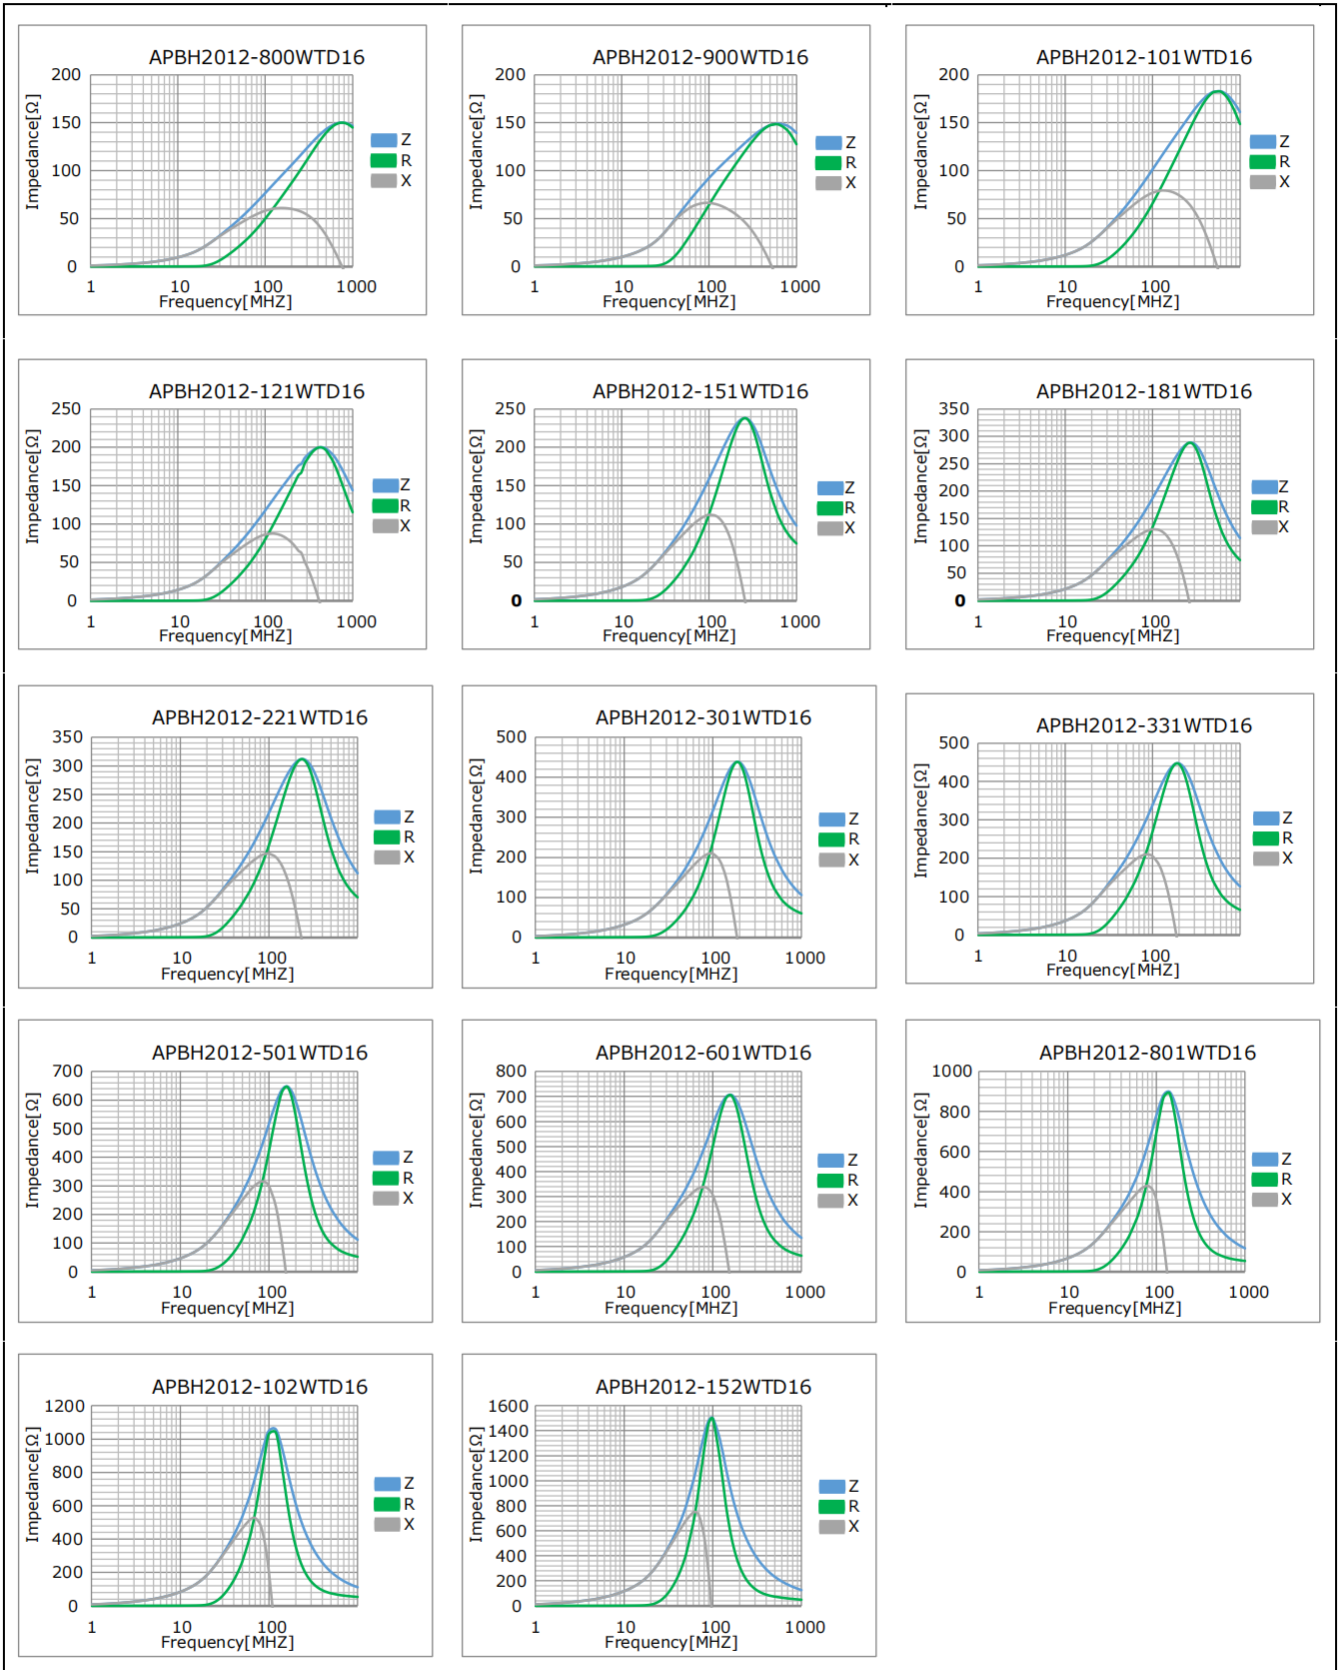 APBH2012-800WTD16
Impedance[Ω]
200
150
100
50
0
1 10 100 1000
Frequency[MHZ]
Z
R
X
APBH2012-900WTD16
Impedance[Ω]
200
150
100
50
0
1 10 100 1000
Frequency[MHZ]
Z
R
X
APBH2012-101WTD16
Impedance[Ω]
200
150
100
50
0
1 10 100
Frequency[MHZ]
Z
R
X
APBH2012-121WTD16
Impedance[Ω]
250
200
150
100
50
0
1 10 100 1000
Frequency[MHZ]
Z
R
X
APBH2012-151WTD16
Impedance[Ω]
250
200
150
100
50
0
1 10 100 1000
Frequency[MHZ]
Z
R
X
APBH2012-181WTD16
Impedance[Ω]
350
300
250
200
150
100
50
0
1 10 100
Frequency[MHZ]
Z
R
X
APBH2012-221WTD16
Impedance[Ω]
350
300
250
200
150
100
50
0
1 10 100
Frequency[MHZ]
Z
R
X
APBH2012-301WTD16
Impedance[Ω]
500
400
300
200
100
0
1 10 100 1000
Frequency[MHZ]
Z
R
X
APBH2012-331WTD16
Impedance[Ω]
500
400
300
200
100
0
1 10 100
Frequency[MHZ]
Z
R
X
APBH2012-501WTD16
Impedance[Ω]
700
600
500
400
300
200
100
0
1 10 100
Frequency[MHZ]
Z
R
X
APBH2012-601WTD16
Impedance[Ω]
800
700
600
500
400
300
200
100
0
1 10 100 1000
Frequency[MHZ]
Z
R
X
APBH2012-801WTD16
Impedance[Ω]
1000
800
600
400
200
0
1 10 100 1000
Frequency[MHZ]
Z
R
X
APBH2012-102WTD16
Impedance[Ω]
1200
1000
800
600
400
200
0
1 10 100
Frequency[MHZ]
Z
R
X
APBH2012-152WTD16
Impedance[Ω]
1600
1400
1200
1000
800
600
400
200
0
1 10 100 1000
Frequency[MHZ]
Z
R
X